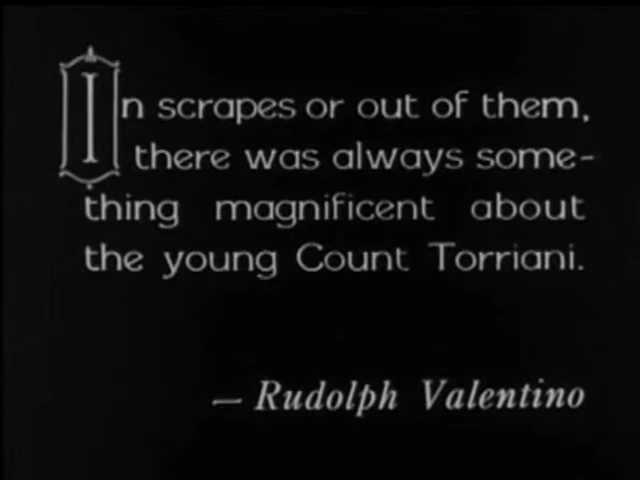 In scrapes or out of them,
there was always some-
thing magnificent about
the young Count Torriani.
— Rudolph Valentino